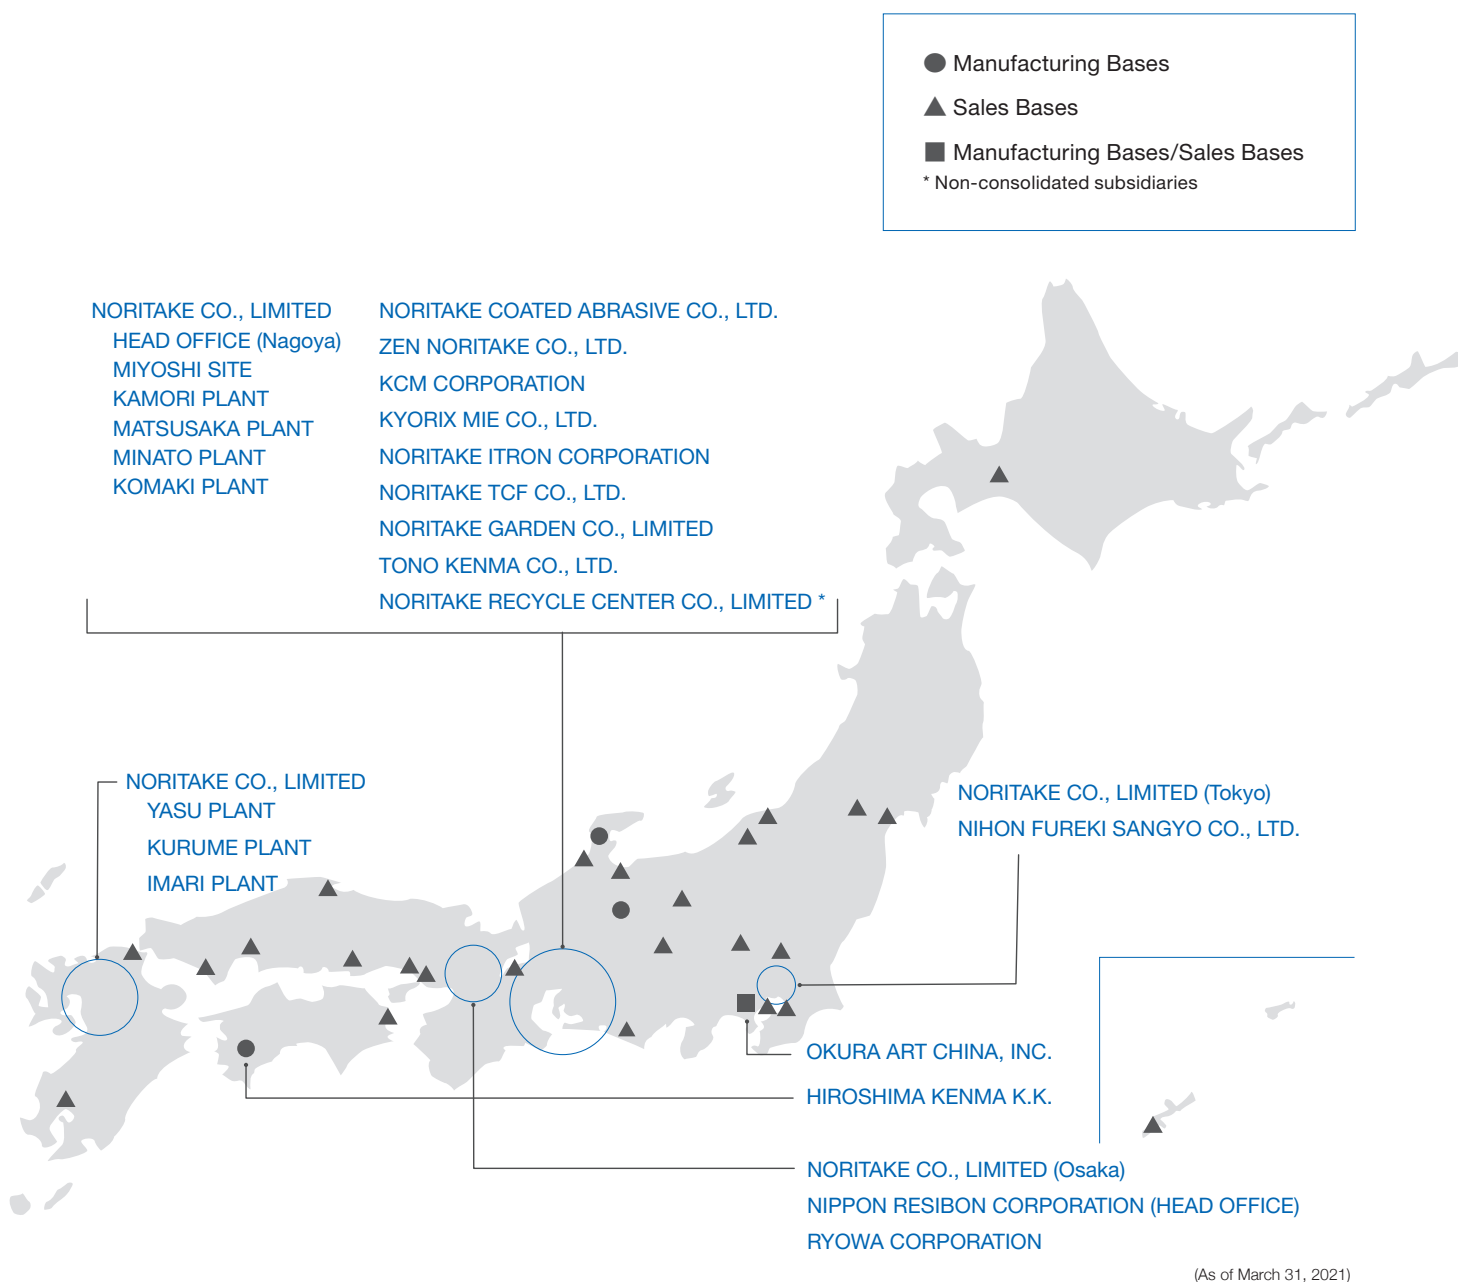 Manufacturing Bases
Sales Bases
Manufacturing Bases/Sales Bases
* Non-consolidated subsidiaries
NORITAKE CO., LIMITED
HEAD OFFICE (Nagoya)
MIYOSHI SITE
KAMORI PLANT
MATSUSAKA PLANT
MINATO PLANT
KOMAKI PLANT
NORITAKE COATED ABRASIVE CO., LTD.
ZEN NORITAKE CO., LTD.
KCM CORPORATION
KYORIX MIE CO., LTD.
NORITAKE ITRON CORPORATION
NORITAKE TCF CO., LTD.
NORITAKE GARDEN CO., LIMITED
TONO KENMA CO., LTD.
NORITAKE RECYCLE CENTER CO., LIMITED *
NORITAKE CO., LIMITED
YASU PLANT
KURUME PLANT
IMARI PLANT
NORITAKE CO., LIMITED (Tokyo)
NIHON FUREKI SANGYO CO., LTD.
OKURA ART CHINA, INC.
HIROSHIMA KENMA K.K.
NORITAKE CO., LIMITED (Osaka)
NIPPON RESIBON CORPORATION (HEAD OFFICE)
RYOWA CORPORATION
(As of March 31, 2021)